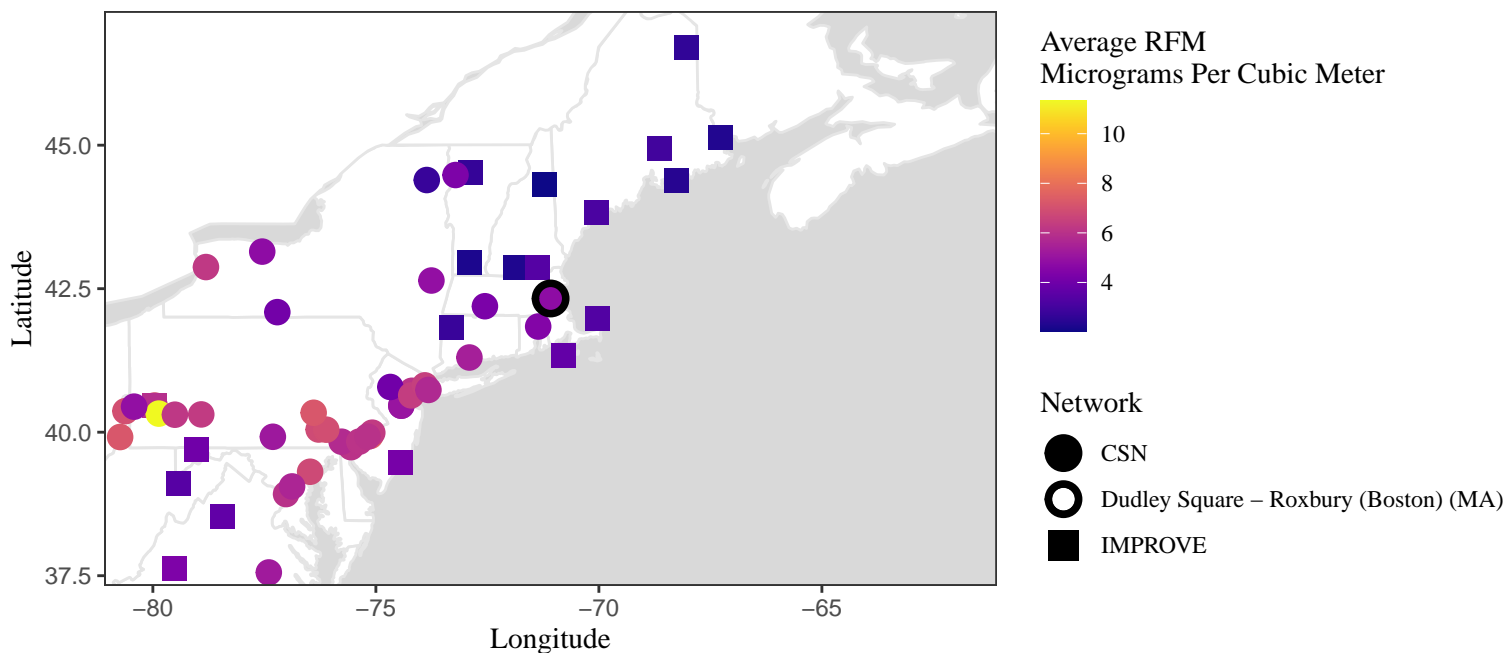 Average RFM
Micrograms Per Cubic Meter
10
8
6
4
Network
CSN
Dudley Square − Roxbury (Boston) (MA)
IMPROVE
Latitude
45.0
42.5
40.0
37.5
−80
−75
−70
−65
Longitude